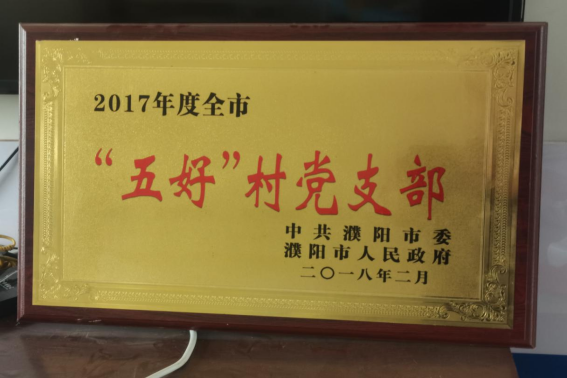 2017年度全市
“五好”村党支部
中共濮阳市委
濮阳市人民政府
二〇一八年二月